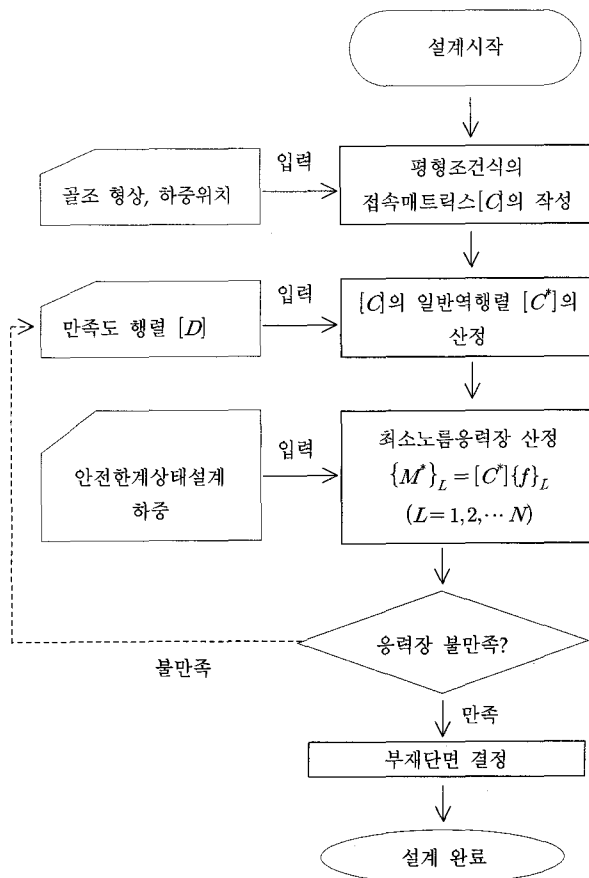 설계시작
입력
골조 형상, 하중위치
평형조건식의
접속매트릭스[C]의 작성
입력
만족도 행렬 [D]
[C]의 일반역행렬 [C*]의
산정
입력
안전한계상태설계
하중
최소노름응력장 산정
{M*}_L = [C*]{f}_L
(L = 1, 2, ⋯ N)
응력장 불만족?
불만족
만족
부재단면 결정
설계 완료